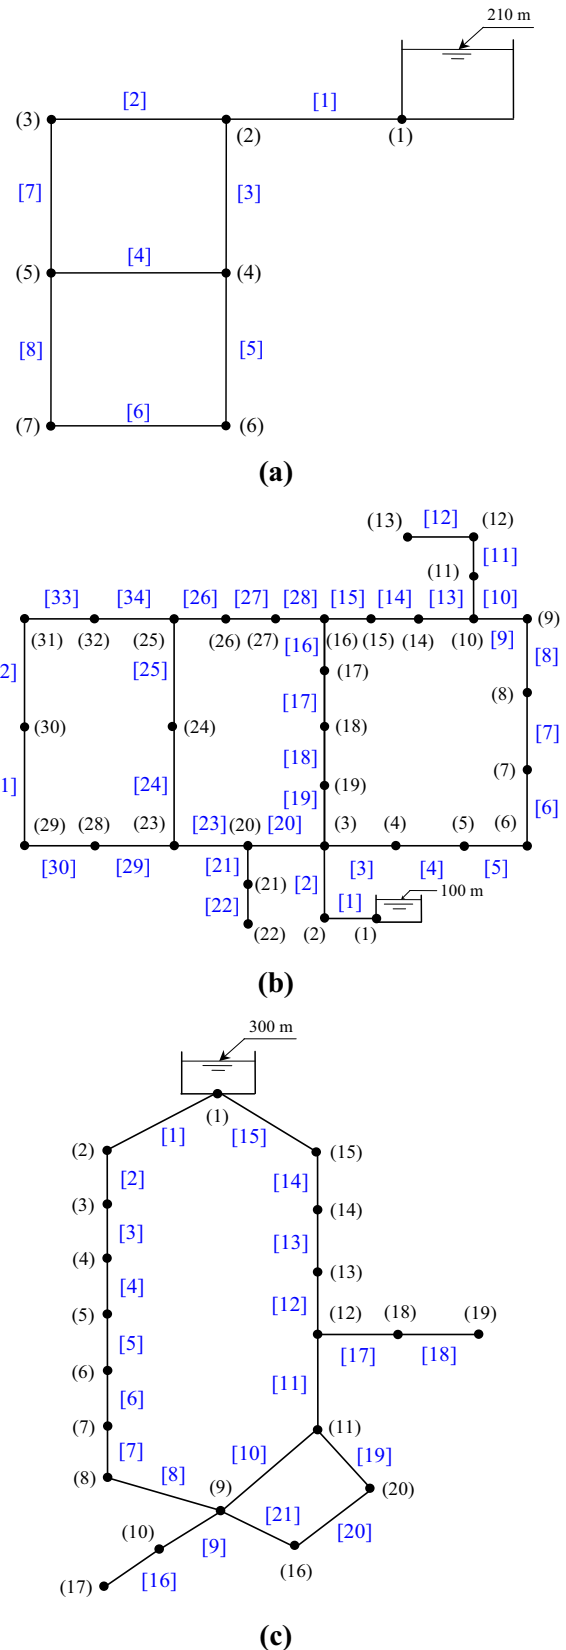 210 m
[2] [1]
(3) (2) (1)
[7] [3]
[4]
(5) (4)
[8] [5]
[6]
(7) (6)
(a)
(13) [12] (12)
(11) [11]
[33] [34] [26] [27] [28] [15] [14] [13] [10] (9)
(31) (32) (25) (26) (27) [16] (16) (15) (14) (10) [9]
2] [25] (17) (8) [8]
(30) (24) [17] (18) [7]
[18] (7)
1] [24] (19) [6]
(29) (28) (23) [23] (20) [20] [19] (3) (4) (5) (6)
[30] [29] [21] (21) [2] [3] [4] [5]
[22] [1] 100 m
(22) (2) (1)
(b)
300 m
(1)
(2) [1] [15] (15)
[2] [14]
(3) (14)
[3] [13]
(4) (13)
[4] [12] (12) (18) (19)
(5)
[5] [17] [18]
(6)
[6] [11]
(7) (11)
[7] [10] [19]
(8) [8] (9) (20)
[21]
(10) [9] [20]
(17) [16] (16)
(c)